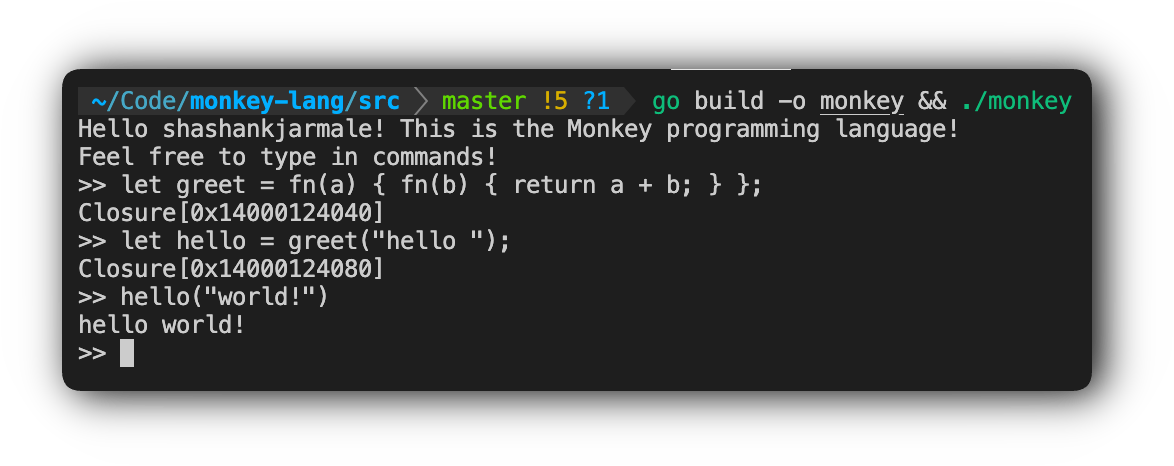 ~/Code/monkey-lang/src master !5 ?1 go build -o monkey && ./monkey
Hello shashankjarmale! This is the Monkey programming language!
Feel free to type in commands!
>> let greet = fn(a) { fn(b) { return a + b; } };
Closure[0x14000124040]
>> let hello = greet("hello ");
Closure[0x14000124080]
>> hello("world!")
hello world!
>>